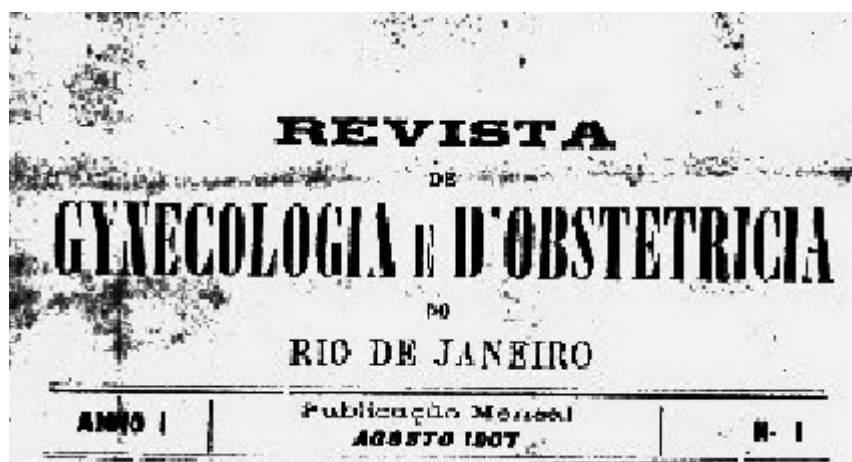 REVISTA
DE
GYNECOLOGIA E D'OBSTETRICIA
DO
RIO DE JANEIRO
ANNO I
Publicação Mensal
AGOSTO 1907
N. 1